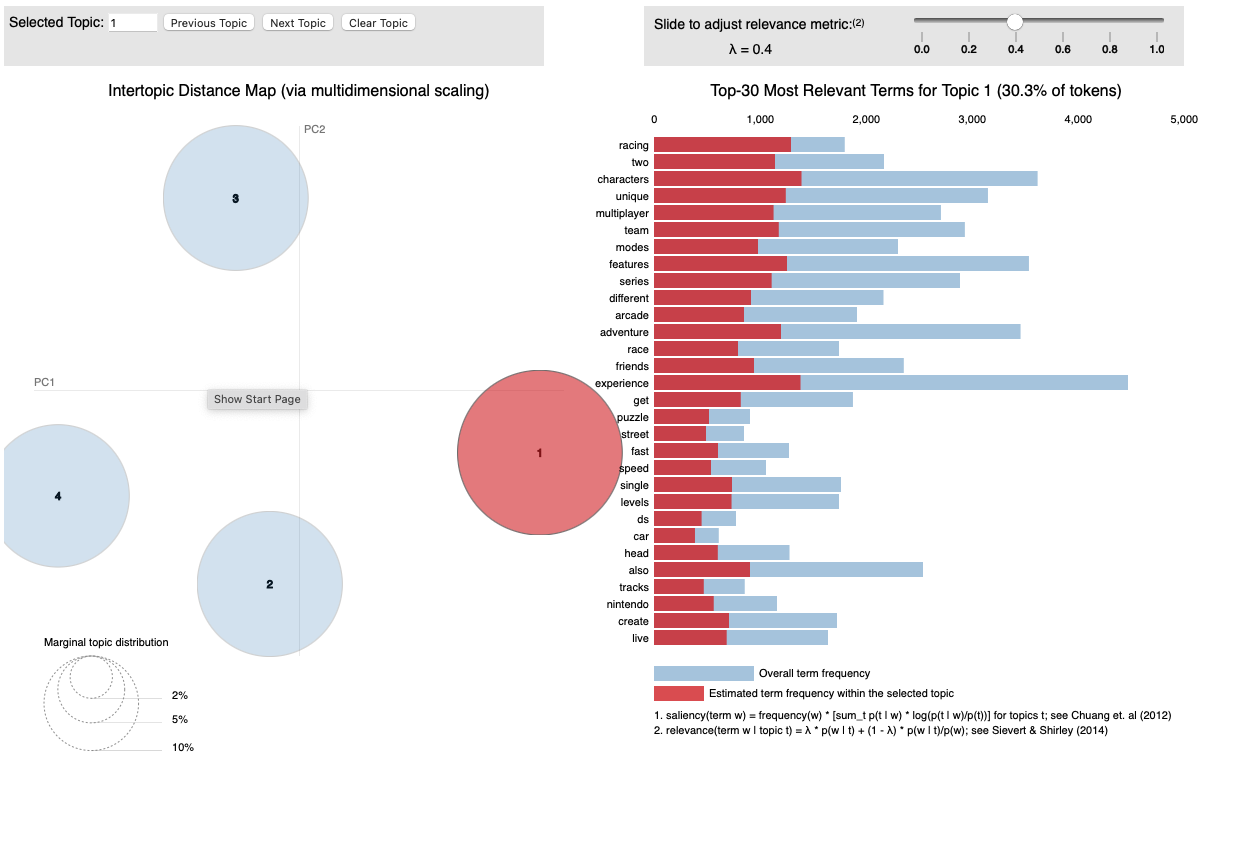 Selected Topic: 1 Previous Topic Next Topic Clear Topic
Slide to adjust relevance metric:(2)
λ = 0.4
0.0 0.2 0.4 0.6 0.8 1.0
Intertopic Distance Map (via multidimensional scaling)
PC2
PC1
3
Show Start Page
1
4
2
Marginal topic distribution
2%
5%
10%
Top-30 Most Relevant Terms for Topic 1 (30.3% of tokens)
0 1,000 2,000 3,000 4,000 5,000
racing
two
characters
unique
multiplayer
team
modes
features
series
different
arcade
adventure
race
friends
experience
get
puzzle
street
fast
speed
single
levels
ds
car
head
also
tracks
nintendo
create
live
Overall term frequency
Estimated term frequency within the selected topic
1. saliency(term w) = frequency(w) * [sum_t p(t | w) * log(p(t | w)/p(t))] for topics t; see Chuang et. al (2012)
2. relevance(term w | topic t) = λ * p(w | t) + (1 - λ) * p(w | t)/p(w); see Sievert & Shirley (2014)